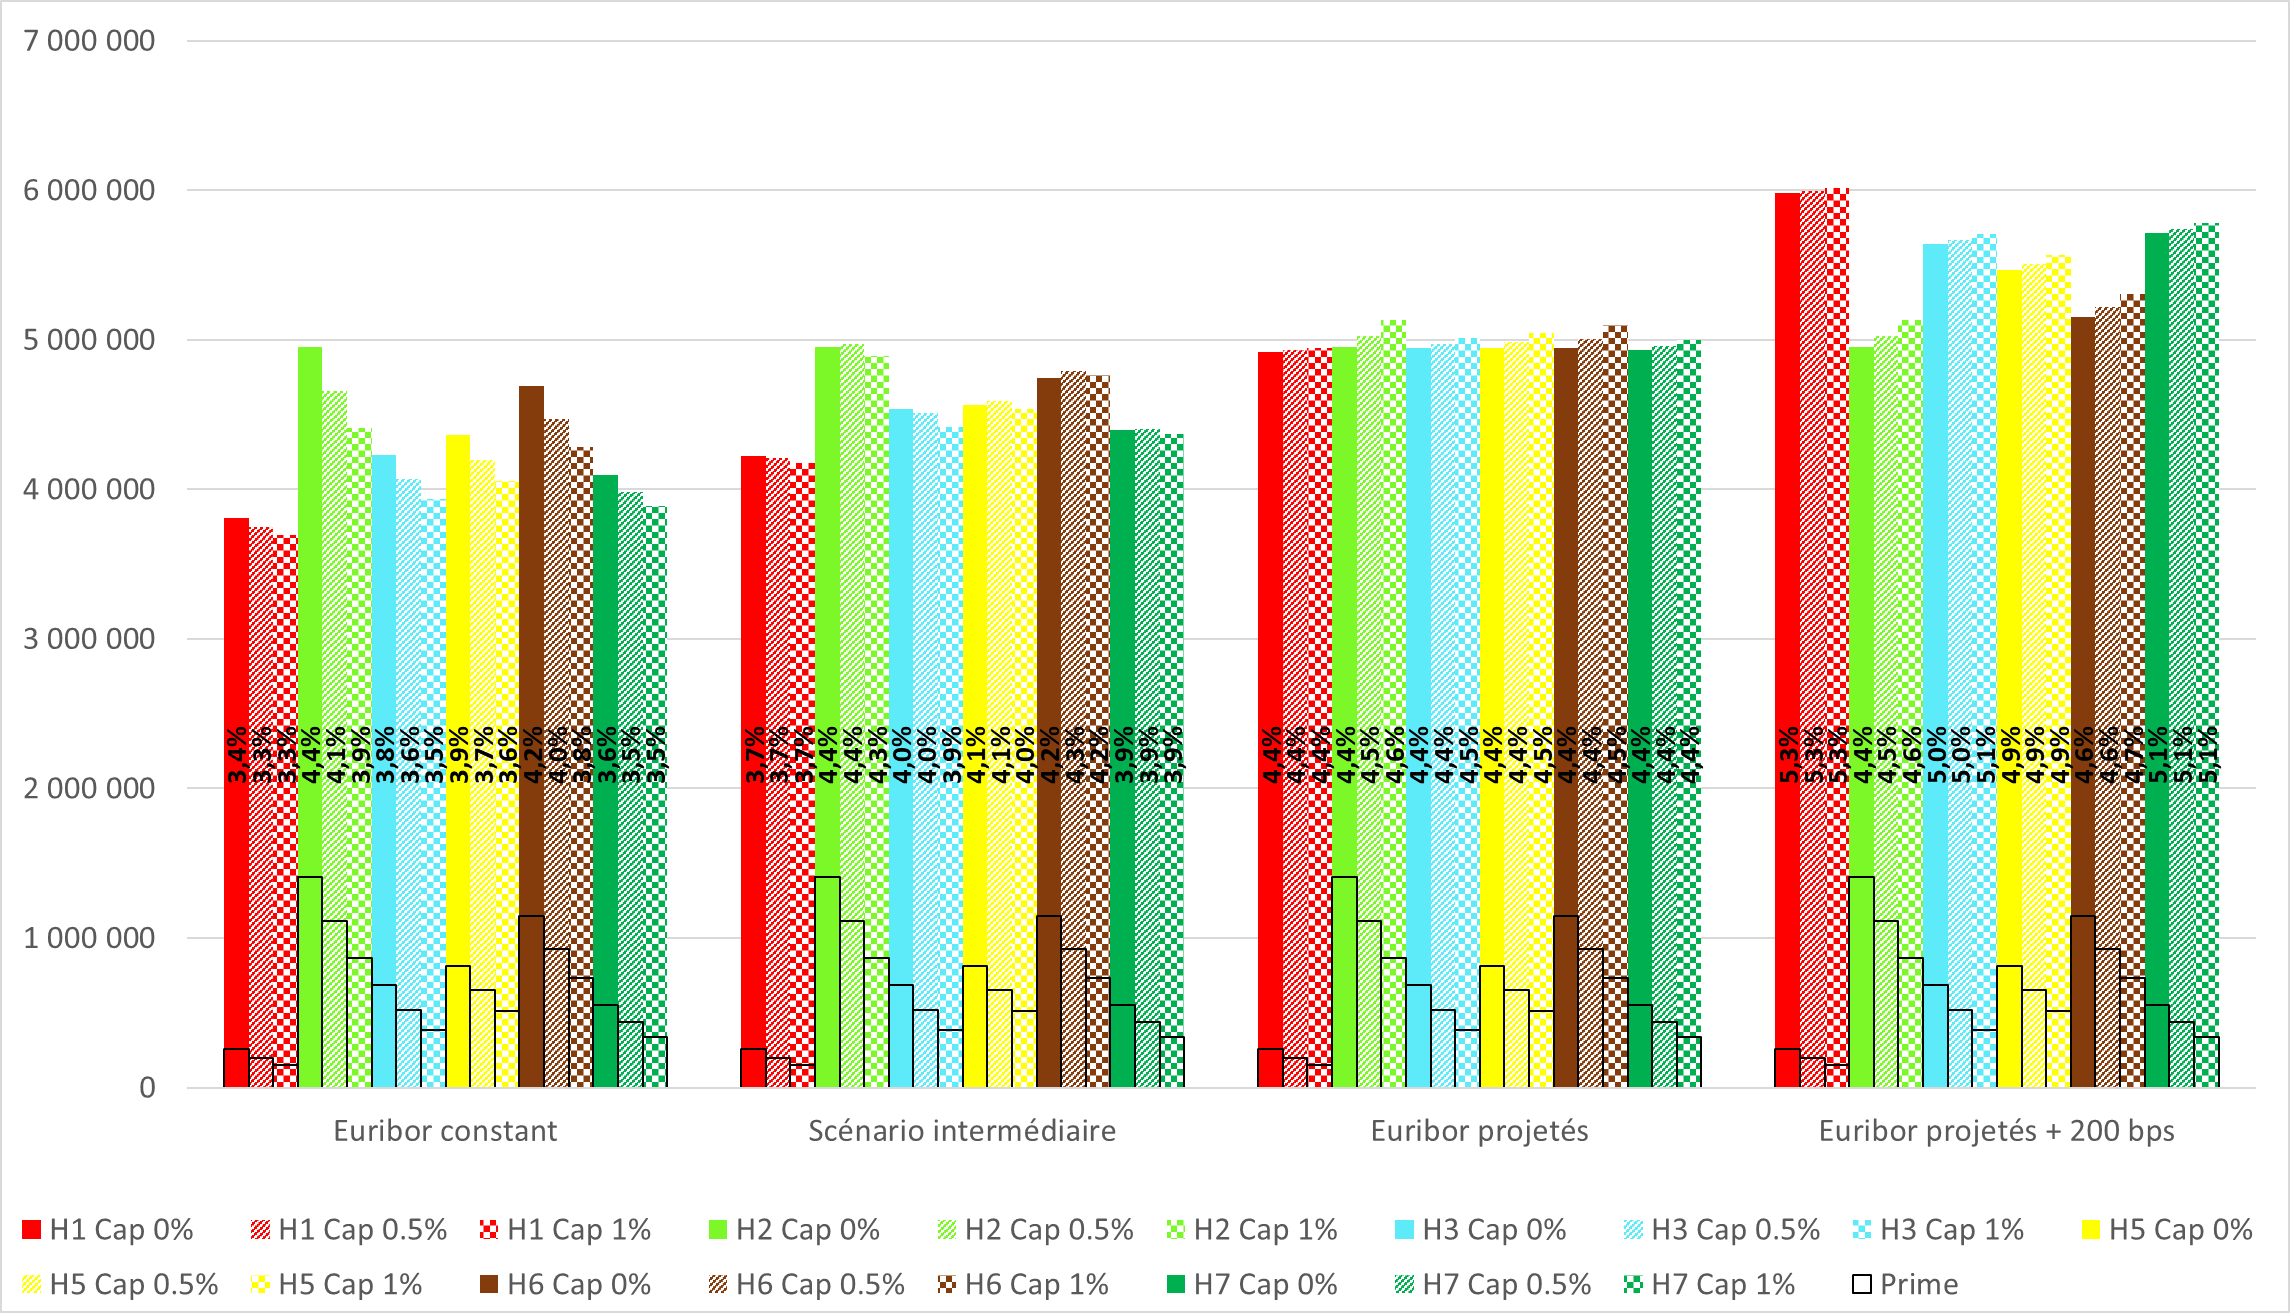 7 000 000
6 000 000
5 000 000
4 000 000
3 000 000
2 000 000
1 000 000
0
3,4% 3,3% 3,3% 4,4% 4,1% 3,9% 3,8% 3,6% 3,5% 3,9% 3,7% 3,6% 4,2% 4,0% 3,8% 3,6% 3,5% 3,5%
3,7% 3,7% 3,7% 4,4% 4,4% 4,3% 4,0% 4,0% 3,9% 4,1% 4,1% 4,0% 4,2% 4,3% 4,2% 3,9% 3,9% 3,9%
4,4% 4,4% 4,4% 4,4% 4,5% 4,6% 4,4% 4,4% 4,5% 4,4% 4,4% 4,5% 4,4% 4,4% 4,5% 4,4% 4,4% 4,4%
5,3% 5,3% 5,3% 4,4% 4,5% 4,6% 5,0% 5,0% 5,1% 4,9% 4,9% 4,9% 4,6% 4,6% 4,7% 5,1% 5,1% 5,1%
Euribor constant
Scénario intermédiaire
Euribor projetés
Euribor projetés + 200 bps
H1 Cap 0% H1 Cap 0.5% H1 Cap 1% H2 Cap 0% H2 Cap 0.5% H2 Cap 1% H3 Cap 0% H3 Cap 0.5% H3 Cap 1% H5 Cap 0%
H5 Cap 0.5% H5 Cap 1% H6 Cap 0% H6 Cap 0.5% H6 Cap 1% H7 Cap 0% H7 Cap 0.5% H7 Cap 1% Prime